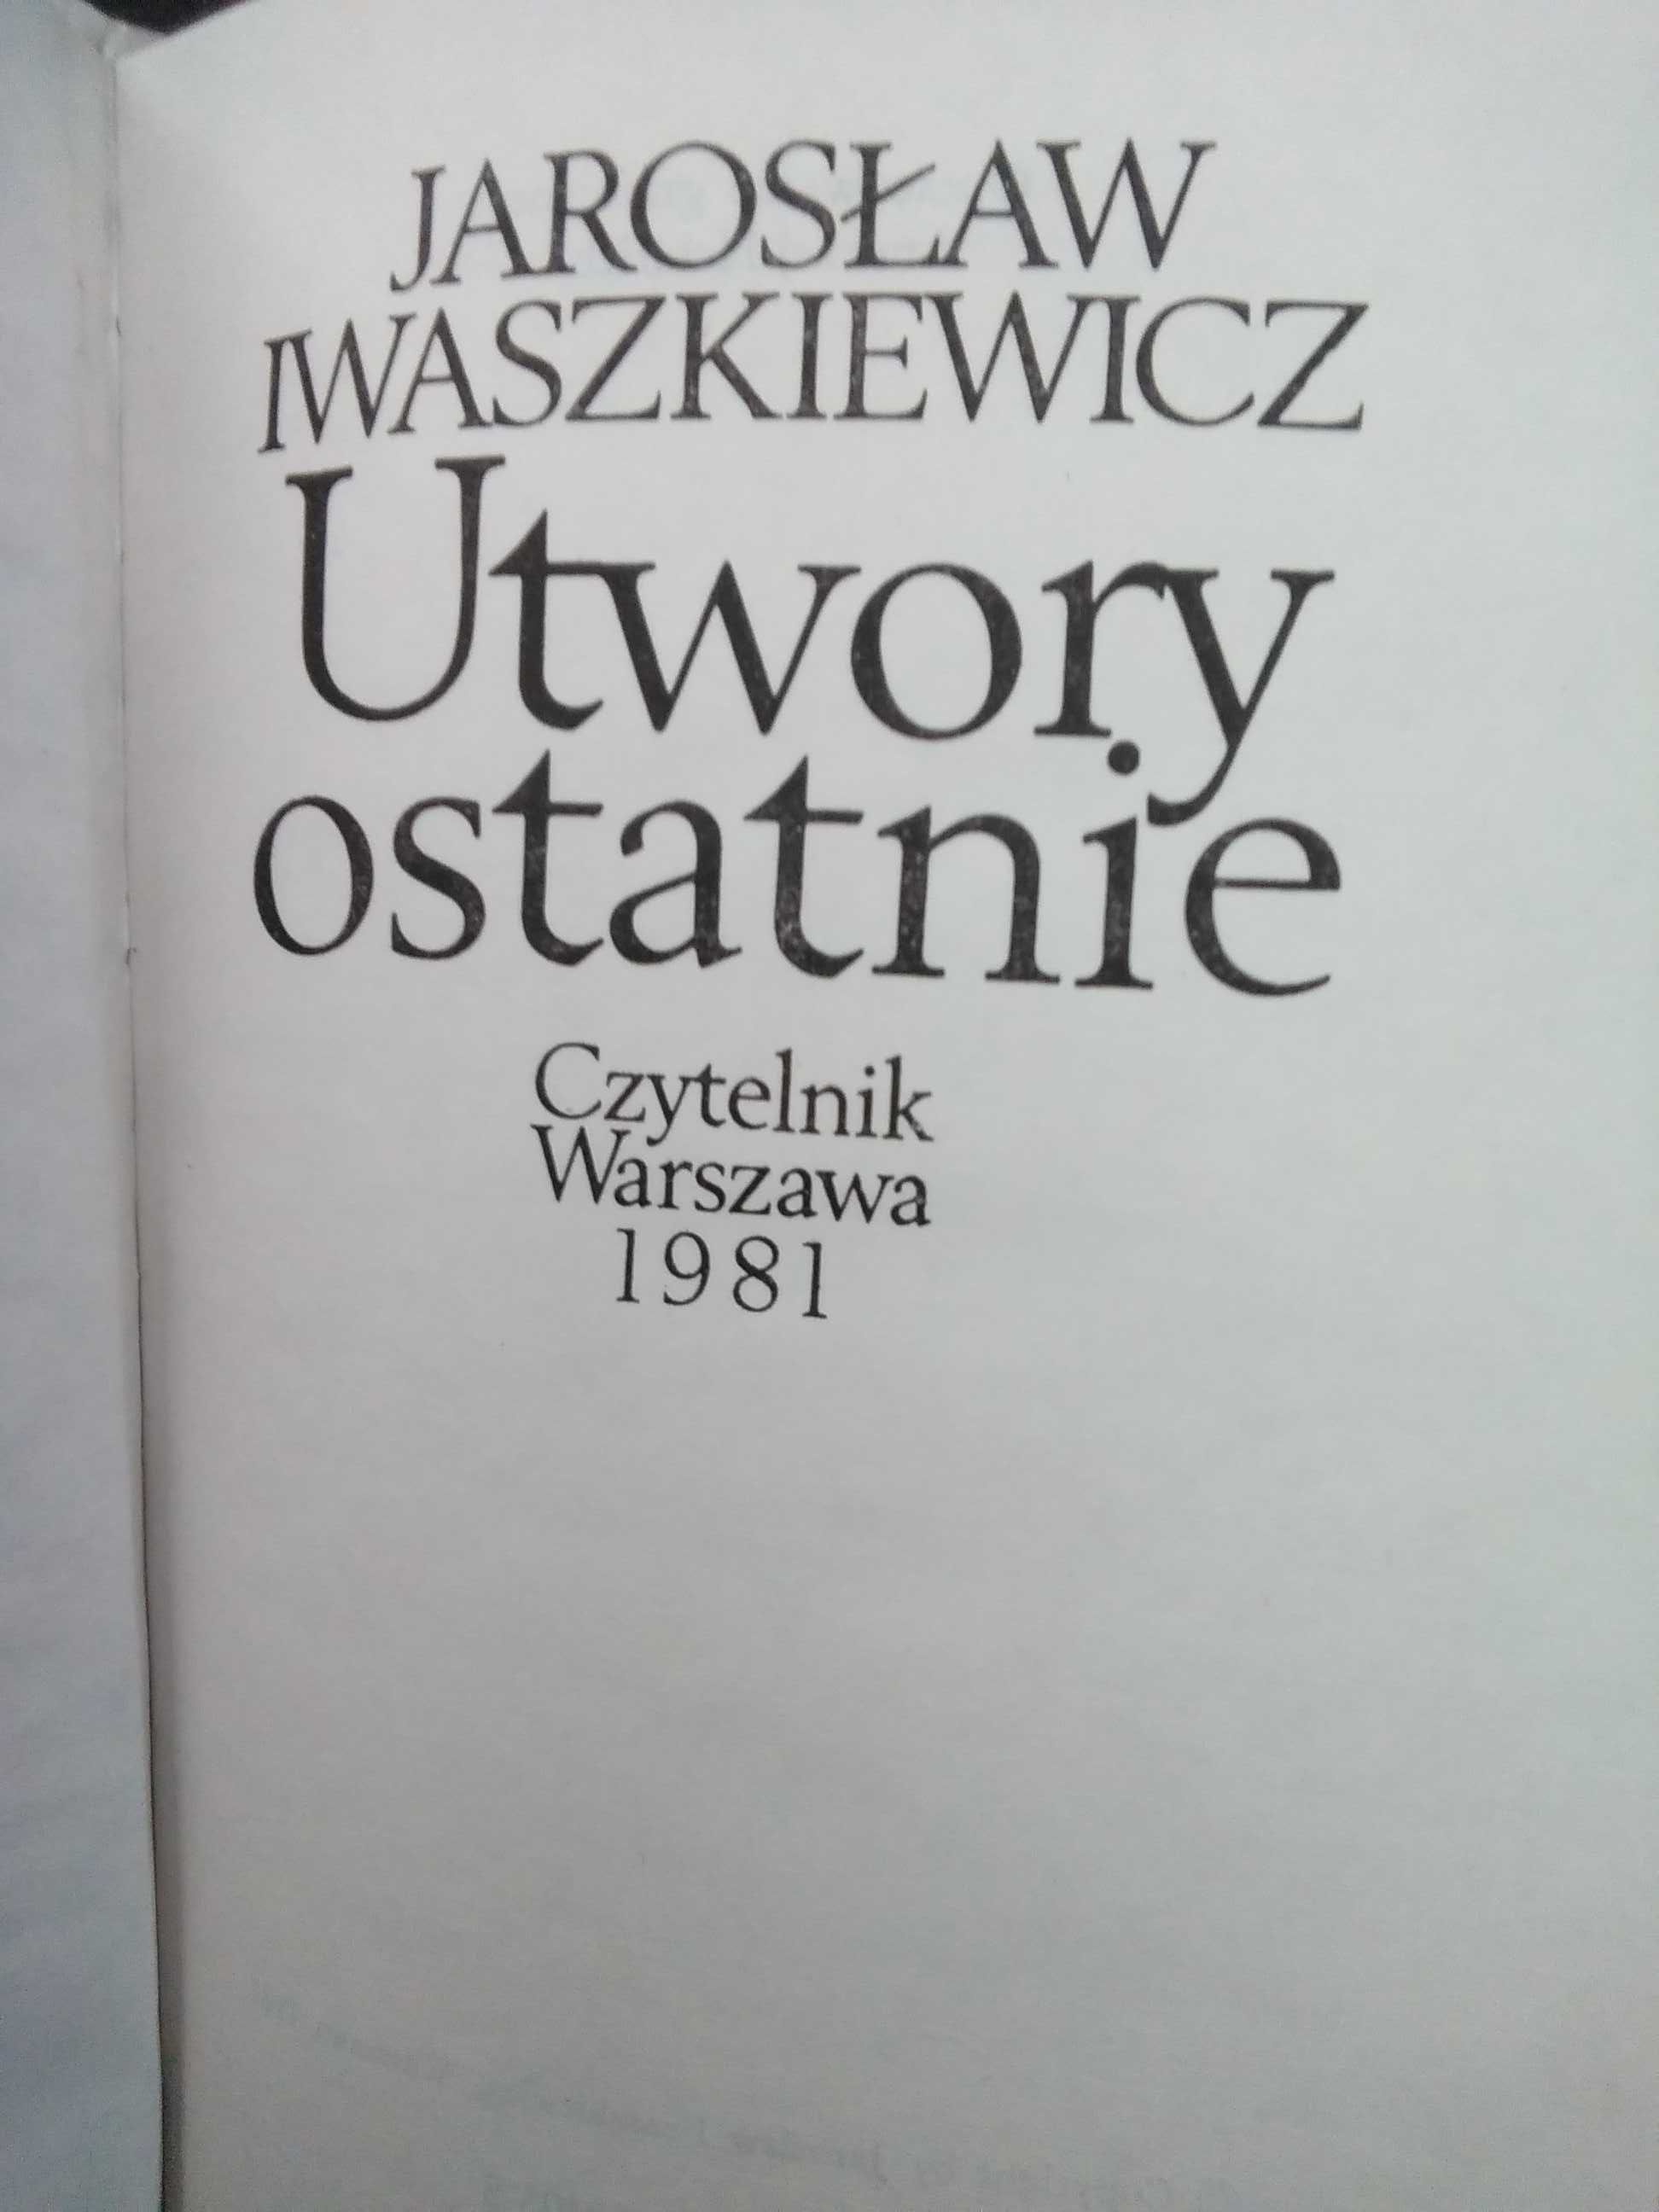 JAROSŁAW
IWASZKIEWICZ
Utwory
ostatnie
Czytelnik
Warszawa
1981